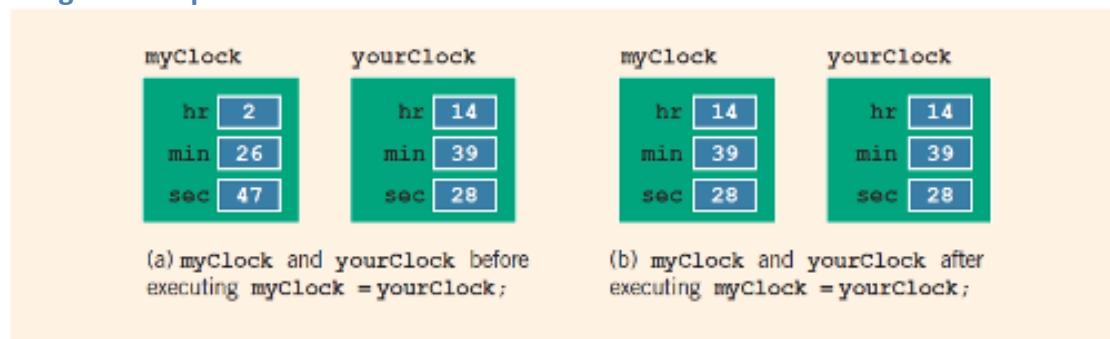 myClock yourClock myClock yourClock
hr 2 hr 14 hr 14 hr 14
min 26 min 39 min 39 min 39
sec 47 sec 28 sec 28 sec 28
(a) myClock and yourClock before
executing myClock = yourClock;
(b) myClock and yourClock after
executing myClock = yourClock;